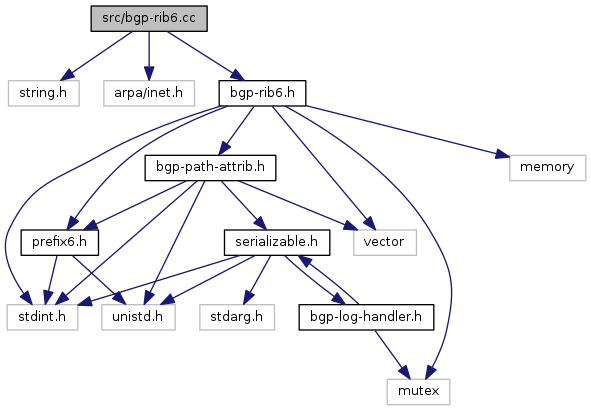 src/bgp-rib6.cc
string.h
arpa/inet.h
bgp-rib6.h
bgp-path-attrib.h
memory
prefix6.h
serializable.h
vector
stdint.h
unistd.h
stdarg.h
bgp-log-handler.h
mutex